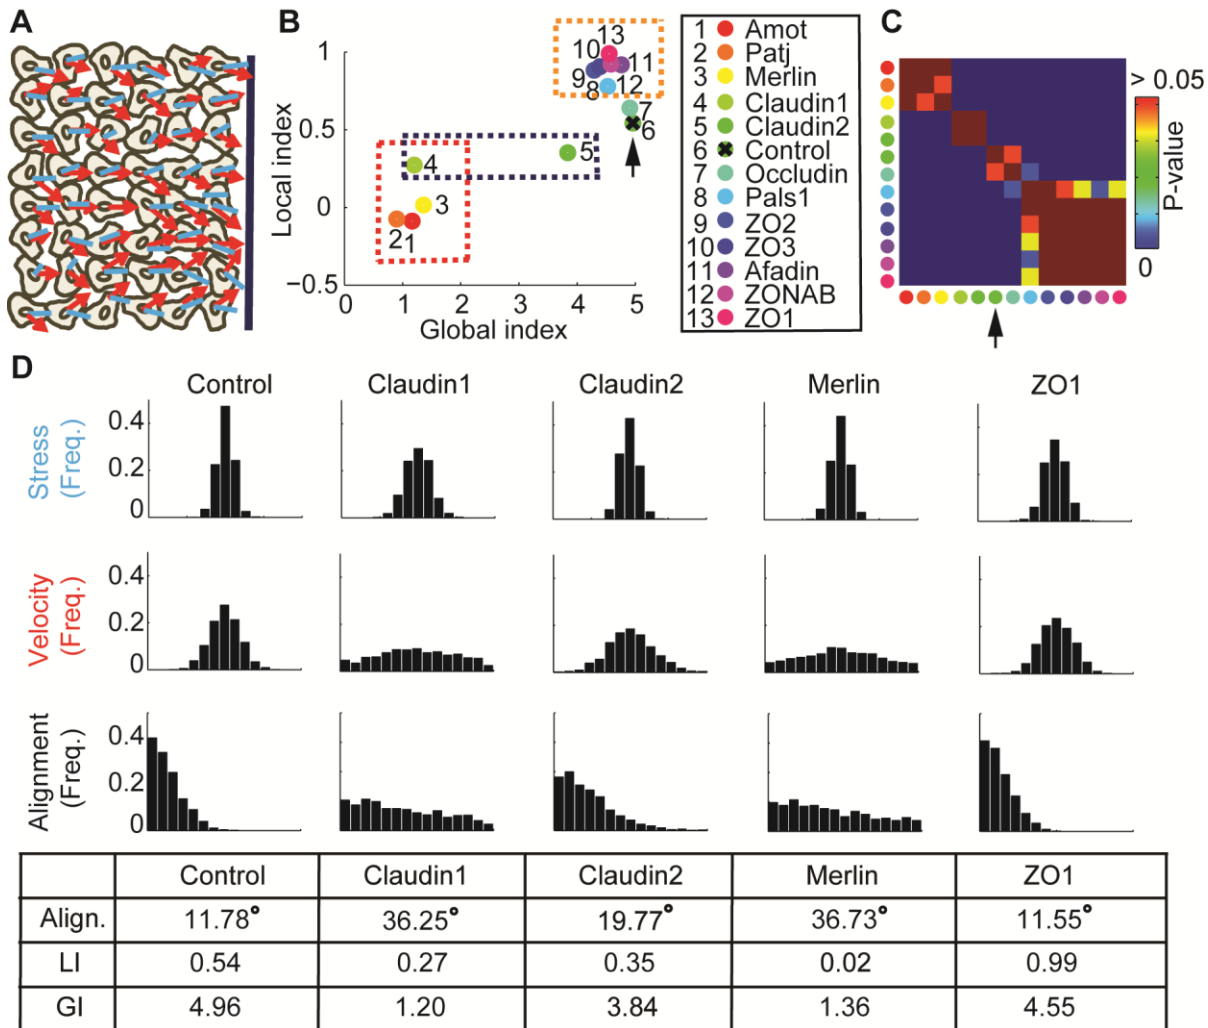 A
B
1
0.5
0
−0.5
Local index
0 1 2 3 4 5
Global index
13
10
11
9
12
8
7
6
5
4
3
2 1
1 Amot
2 Patj
3 Merlin
4 Claudin1
5 Claudin2
6 Control
7 Occludin
8 Pals1
9 ZO2
10 ZO3
11 Afadin
12 ZONAB
13 ZO1
C
> 0.05
P-value
0
D
Control Claudin1 Claudin2 Merlin ZO1
Stress
(Freq.)
0.4
0.2
0
Velocity
(Freq.)
0.4
0.2
0
Alignment
(Freq.)
0.4
0.2
0
Control Claudin1 Claudin2 Merlin ZO1
Align. 11.78° 36.25° 19.77° 36.73° 11.55°
LI 0.54 0.27 0.35 0.02 0.99
GI 4.96 1.20 3.84 1.36 4.55